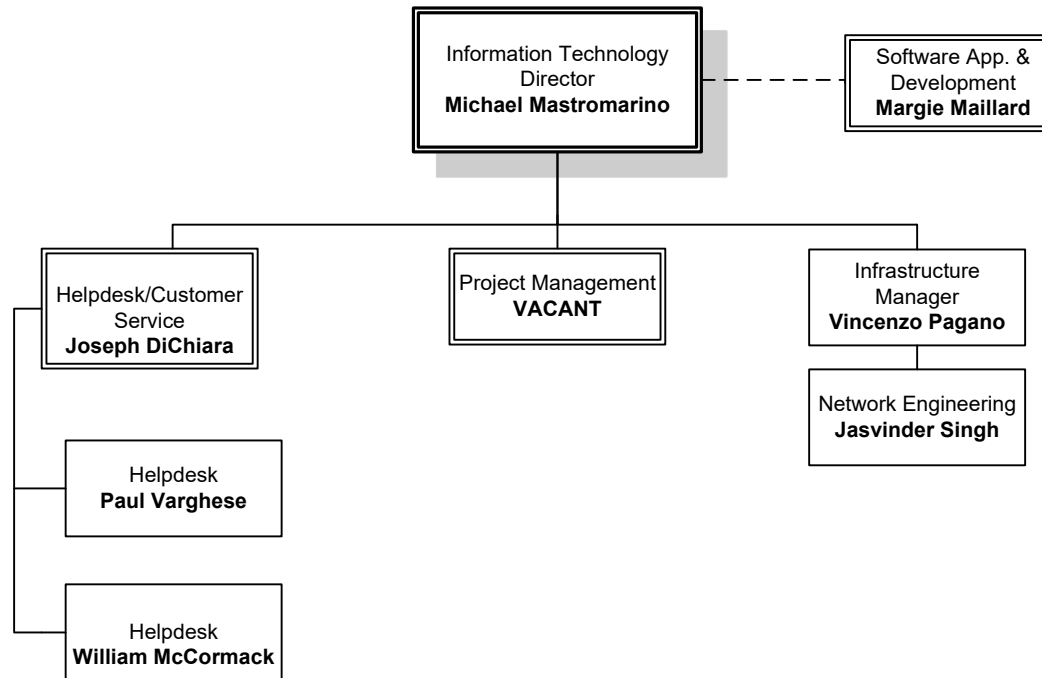 Information Technology
Director
Michael Mastromarino
Software App. &
Development
Margie Maillard
Helpdesk/Customer
Service
Joseph DiChiara
Project Management
VACANT
Infrastructure
Manager
Vincenzo Pagano
Network Engineering
Jasvinder Singh
Helpdesk
Paul Varghese
Helpdesk
William McCormack